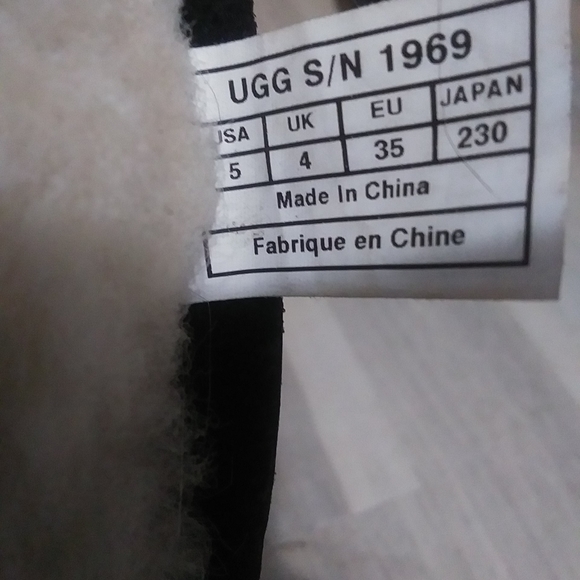 UGG S/N 1969
USA UK EU JAPAN
5 4 35 230
Made In China
Fabrique en Chine